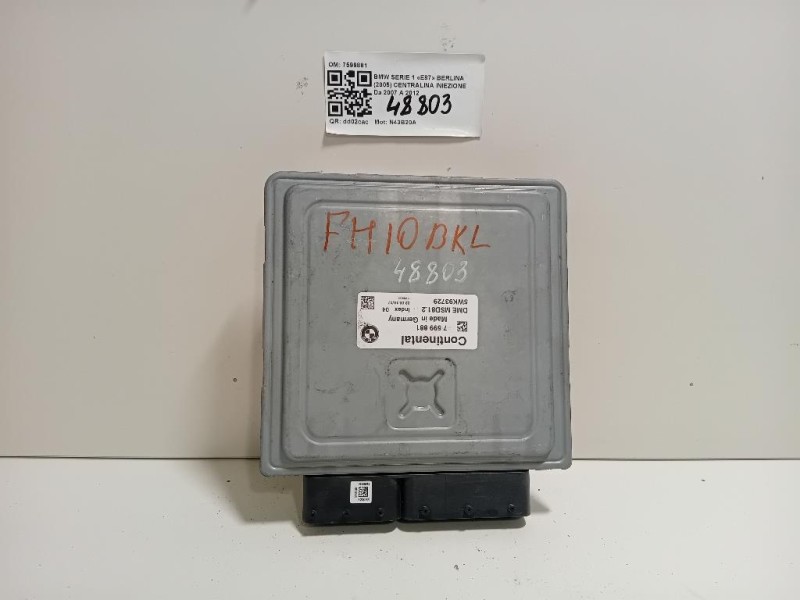 OM: 7599881
BMW SERIE 1 «E87» BERLINA
(2005) CENTRALINA INIEZIONE
Da 2007 A 2012
48803
QR: dd02cac Mot: N43B20A
FH10BKL
48803
Continental
7 599 881
Made in Germany
DME MSD81.2 Index 04
5WK93729